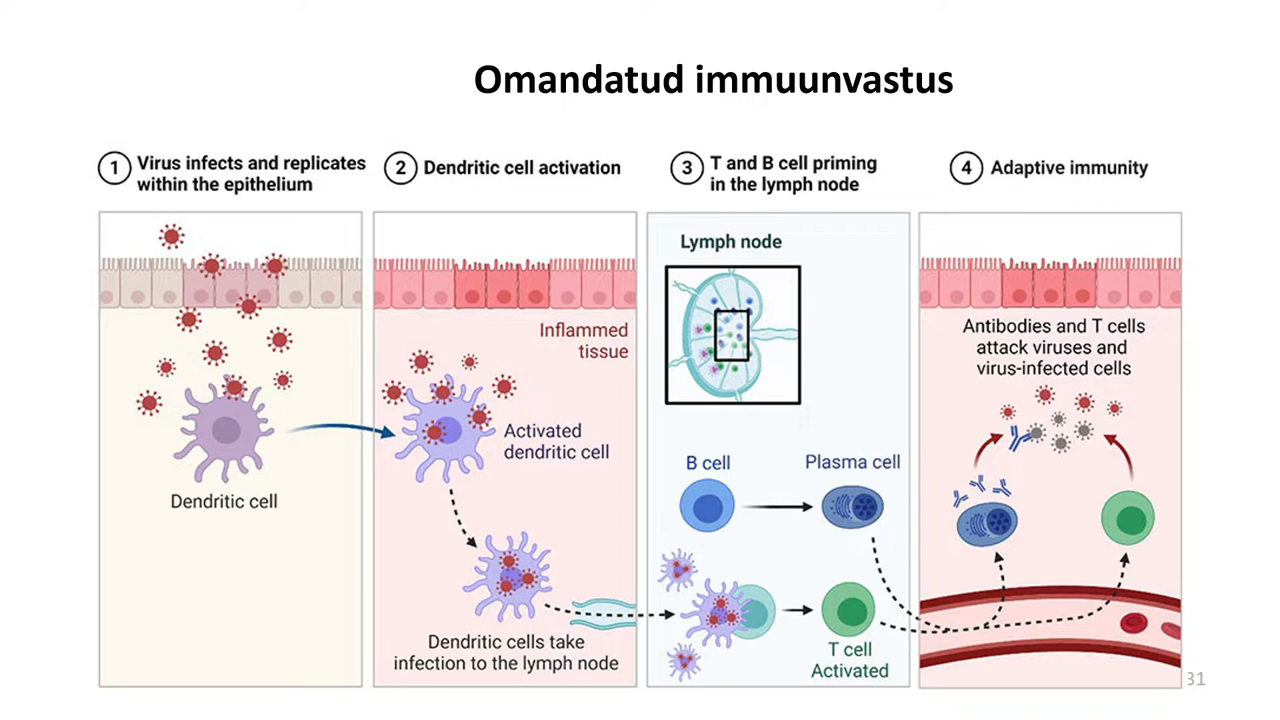 Omandatud immuunvastus
1 Virus infects and replicates
within the epithelium
2 Dendritic cell activation
3 T and B cell priming
in the lymph node
4 Adaptive immunity
Dendritic cell
Inflammed
tissue
Activated
dendritic cell
Dendritic cells take
infection to the lymph node
Lymph node
B cell
Plasma cell
T cell
Activated
Antibodies and T cells
attack viruses and
virus-infected cells
31